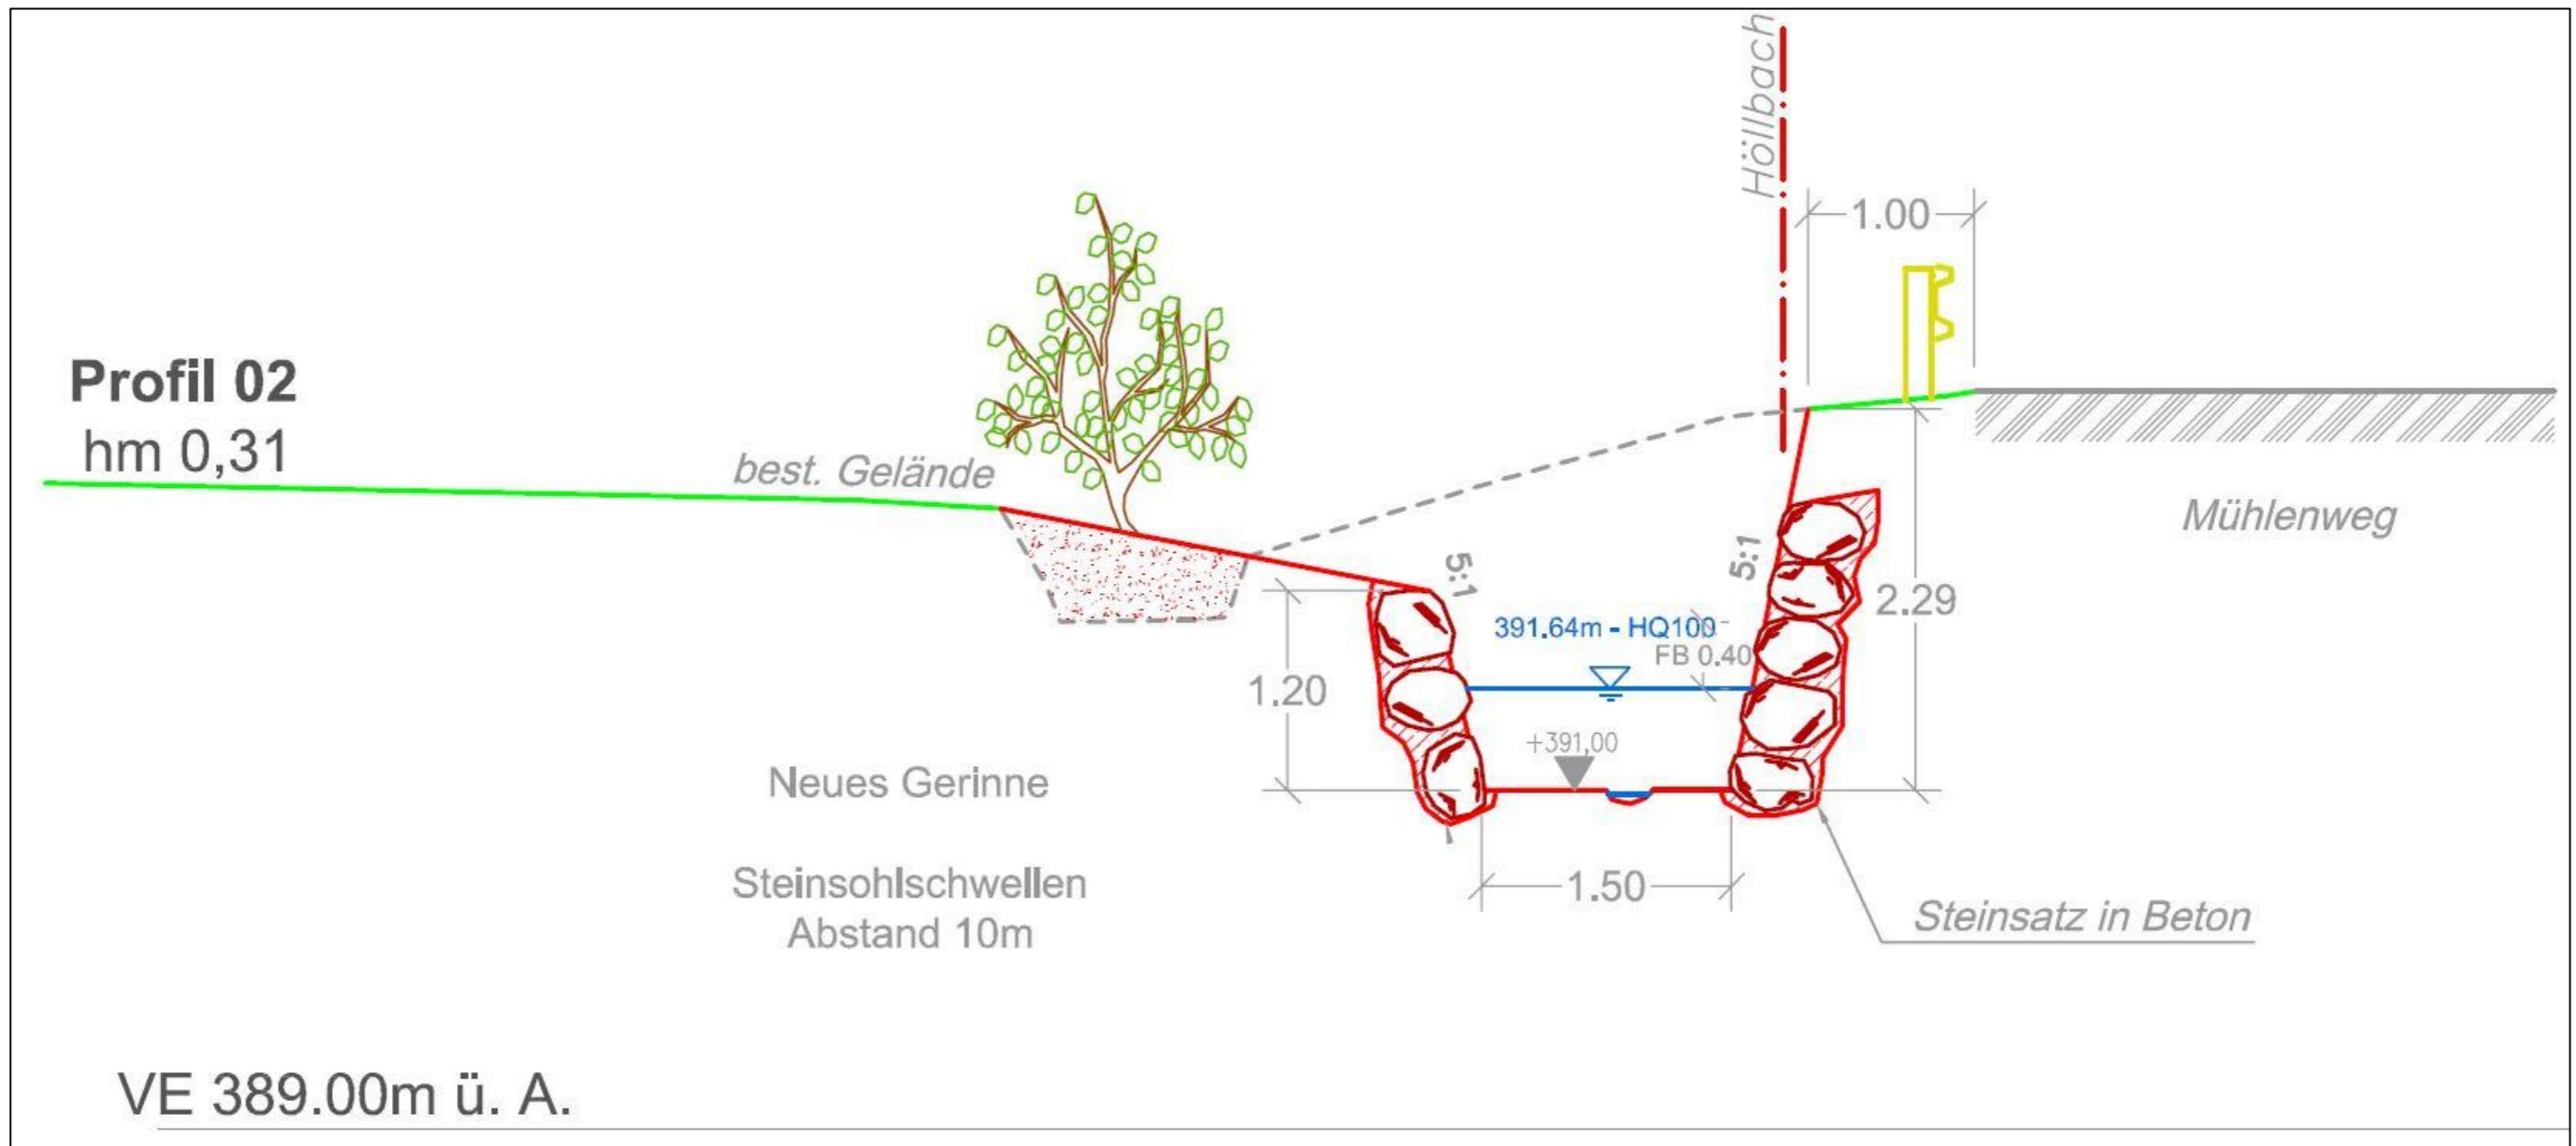 Höllbach
1.00
Profil 02
hm 0,31
best. Gelände
Mühlenweg
5:1
5:1
2.29
391.64m - HQ100
FB 0.40
1.20
+391,00
Neues Gerinne
Steinsohlschwellen
Abstand 10m
1.50
Steinsatz in Beton
VE 389.00m ü. A.